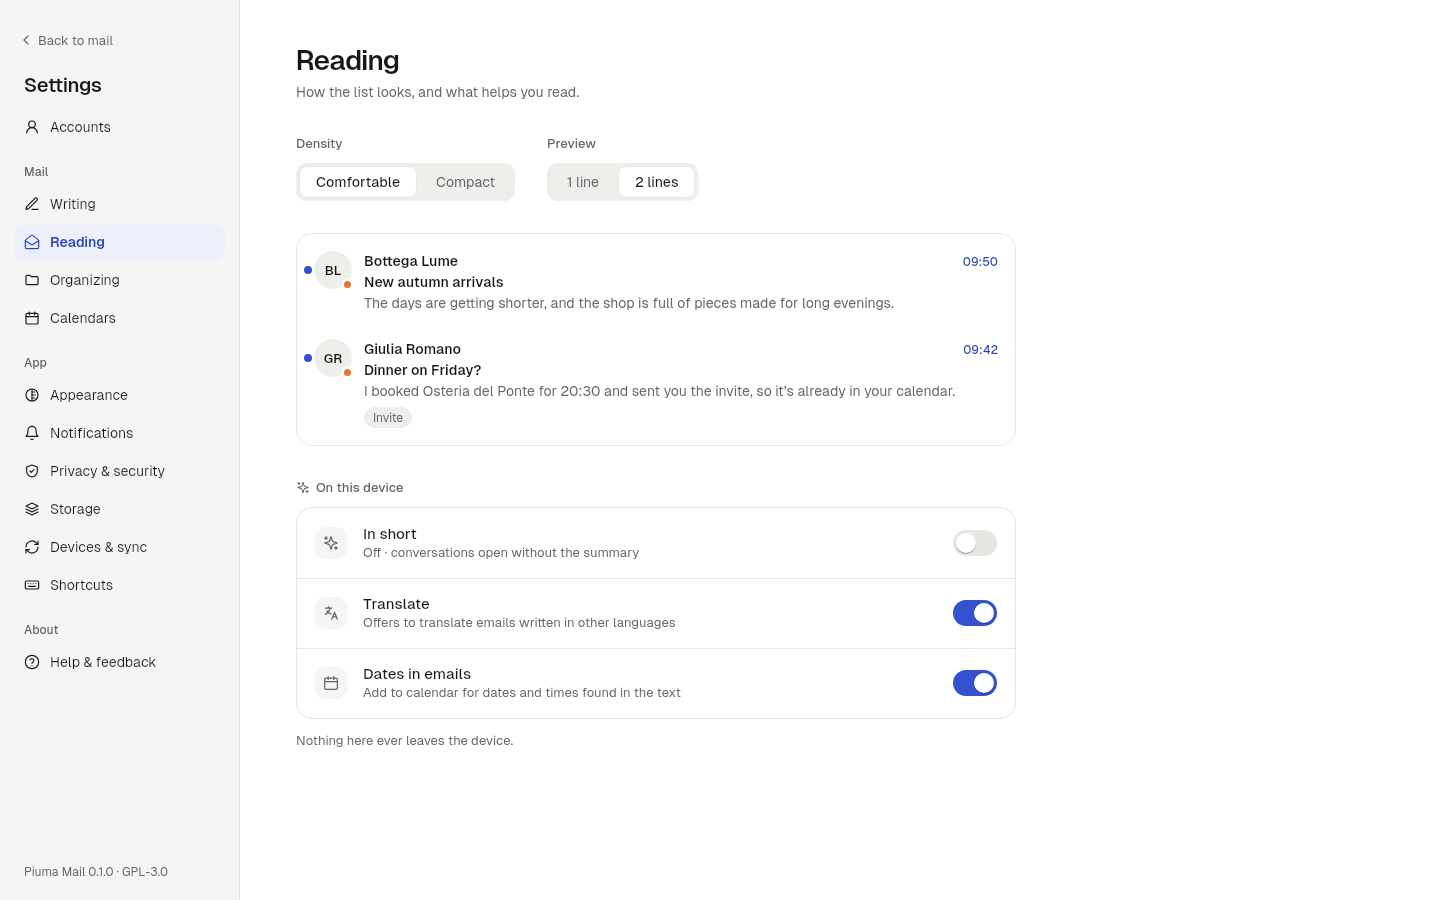 Back to mail
Settings
Accounts
Mail
Writing
Reading
Organizing
Calendars
App
Appearance
Notifications
Privacy & security
Storage
Devices & sync
Shortcuts
About
Help & feedback
Piuma Mail 0.1.0 · GPL-3.0
Reading
How the list looks, and what helps you read.
Density
Preview
Comfortable
Compact
1 line
2 lines
BL
Bottega Lume
09:50
New autumn arrivals
The days are getting shorter, and the shop is full of pieces made for long evenings.
GR
Giulia Romano
09:42
Dinner on Friday?
I booked Osteria del Ponte for 20:30 and sent you the invite, so it’s already in your calendar.
Invite
On this device
In short
Off · conversations open without the summary
Translate
Offers to translate emails written in other languages
Dates in emails
Add to calendar for dates and times found in the text
Nothing here ever leaves the device.